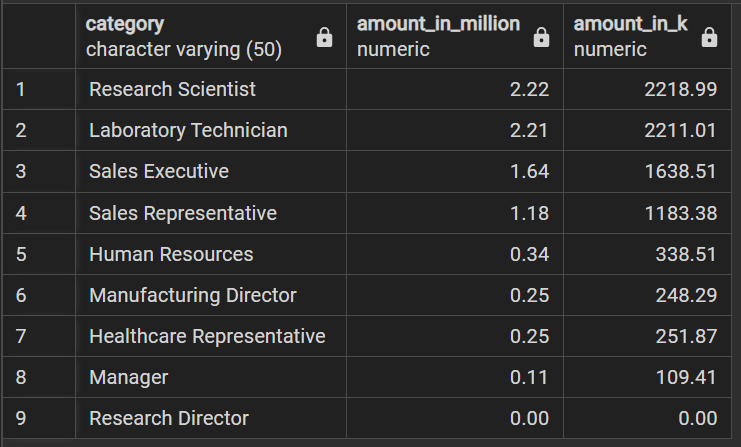 category amount_in_million amount_in_k
character varying (50) numeric numeric
1 Research Scientist 2.22 2218.99
2 Laboratory Technician 2.21 2211.01
3 Sales Executive 1.64 1638.51
4 Sales Representative 1.18 1183.38
5 Human Resources 0.34 338.51
6 Manufacturing Director 0.25 248.29
7 Healthcare Representative 0.25 251.87
8 Manager 0.11 109.41
9 Research Director 0.00 0.00